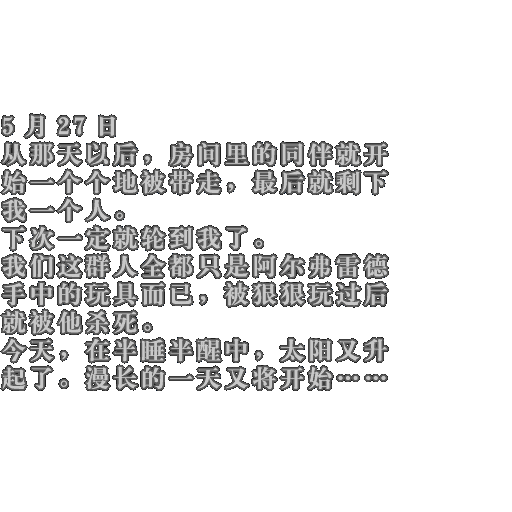 5 月 27 日
从那天以后，房间里的同伴就开
始一个个地被带走，最后就剩下
我一个人。
下次一定就轮到我了。
我们这群人全都只是阿尔弗雷德
手中的玩具而已，被狠狠玩过后
就被他杀死。
今天，在半睡半醒中，太阳又升
起了。漫长的一天又将开始……